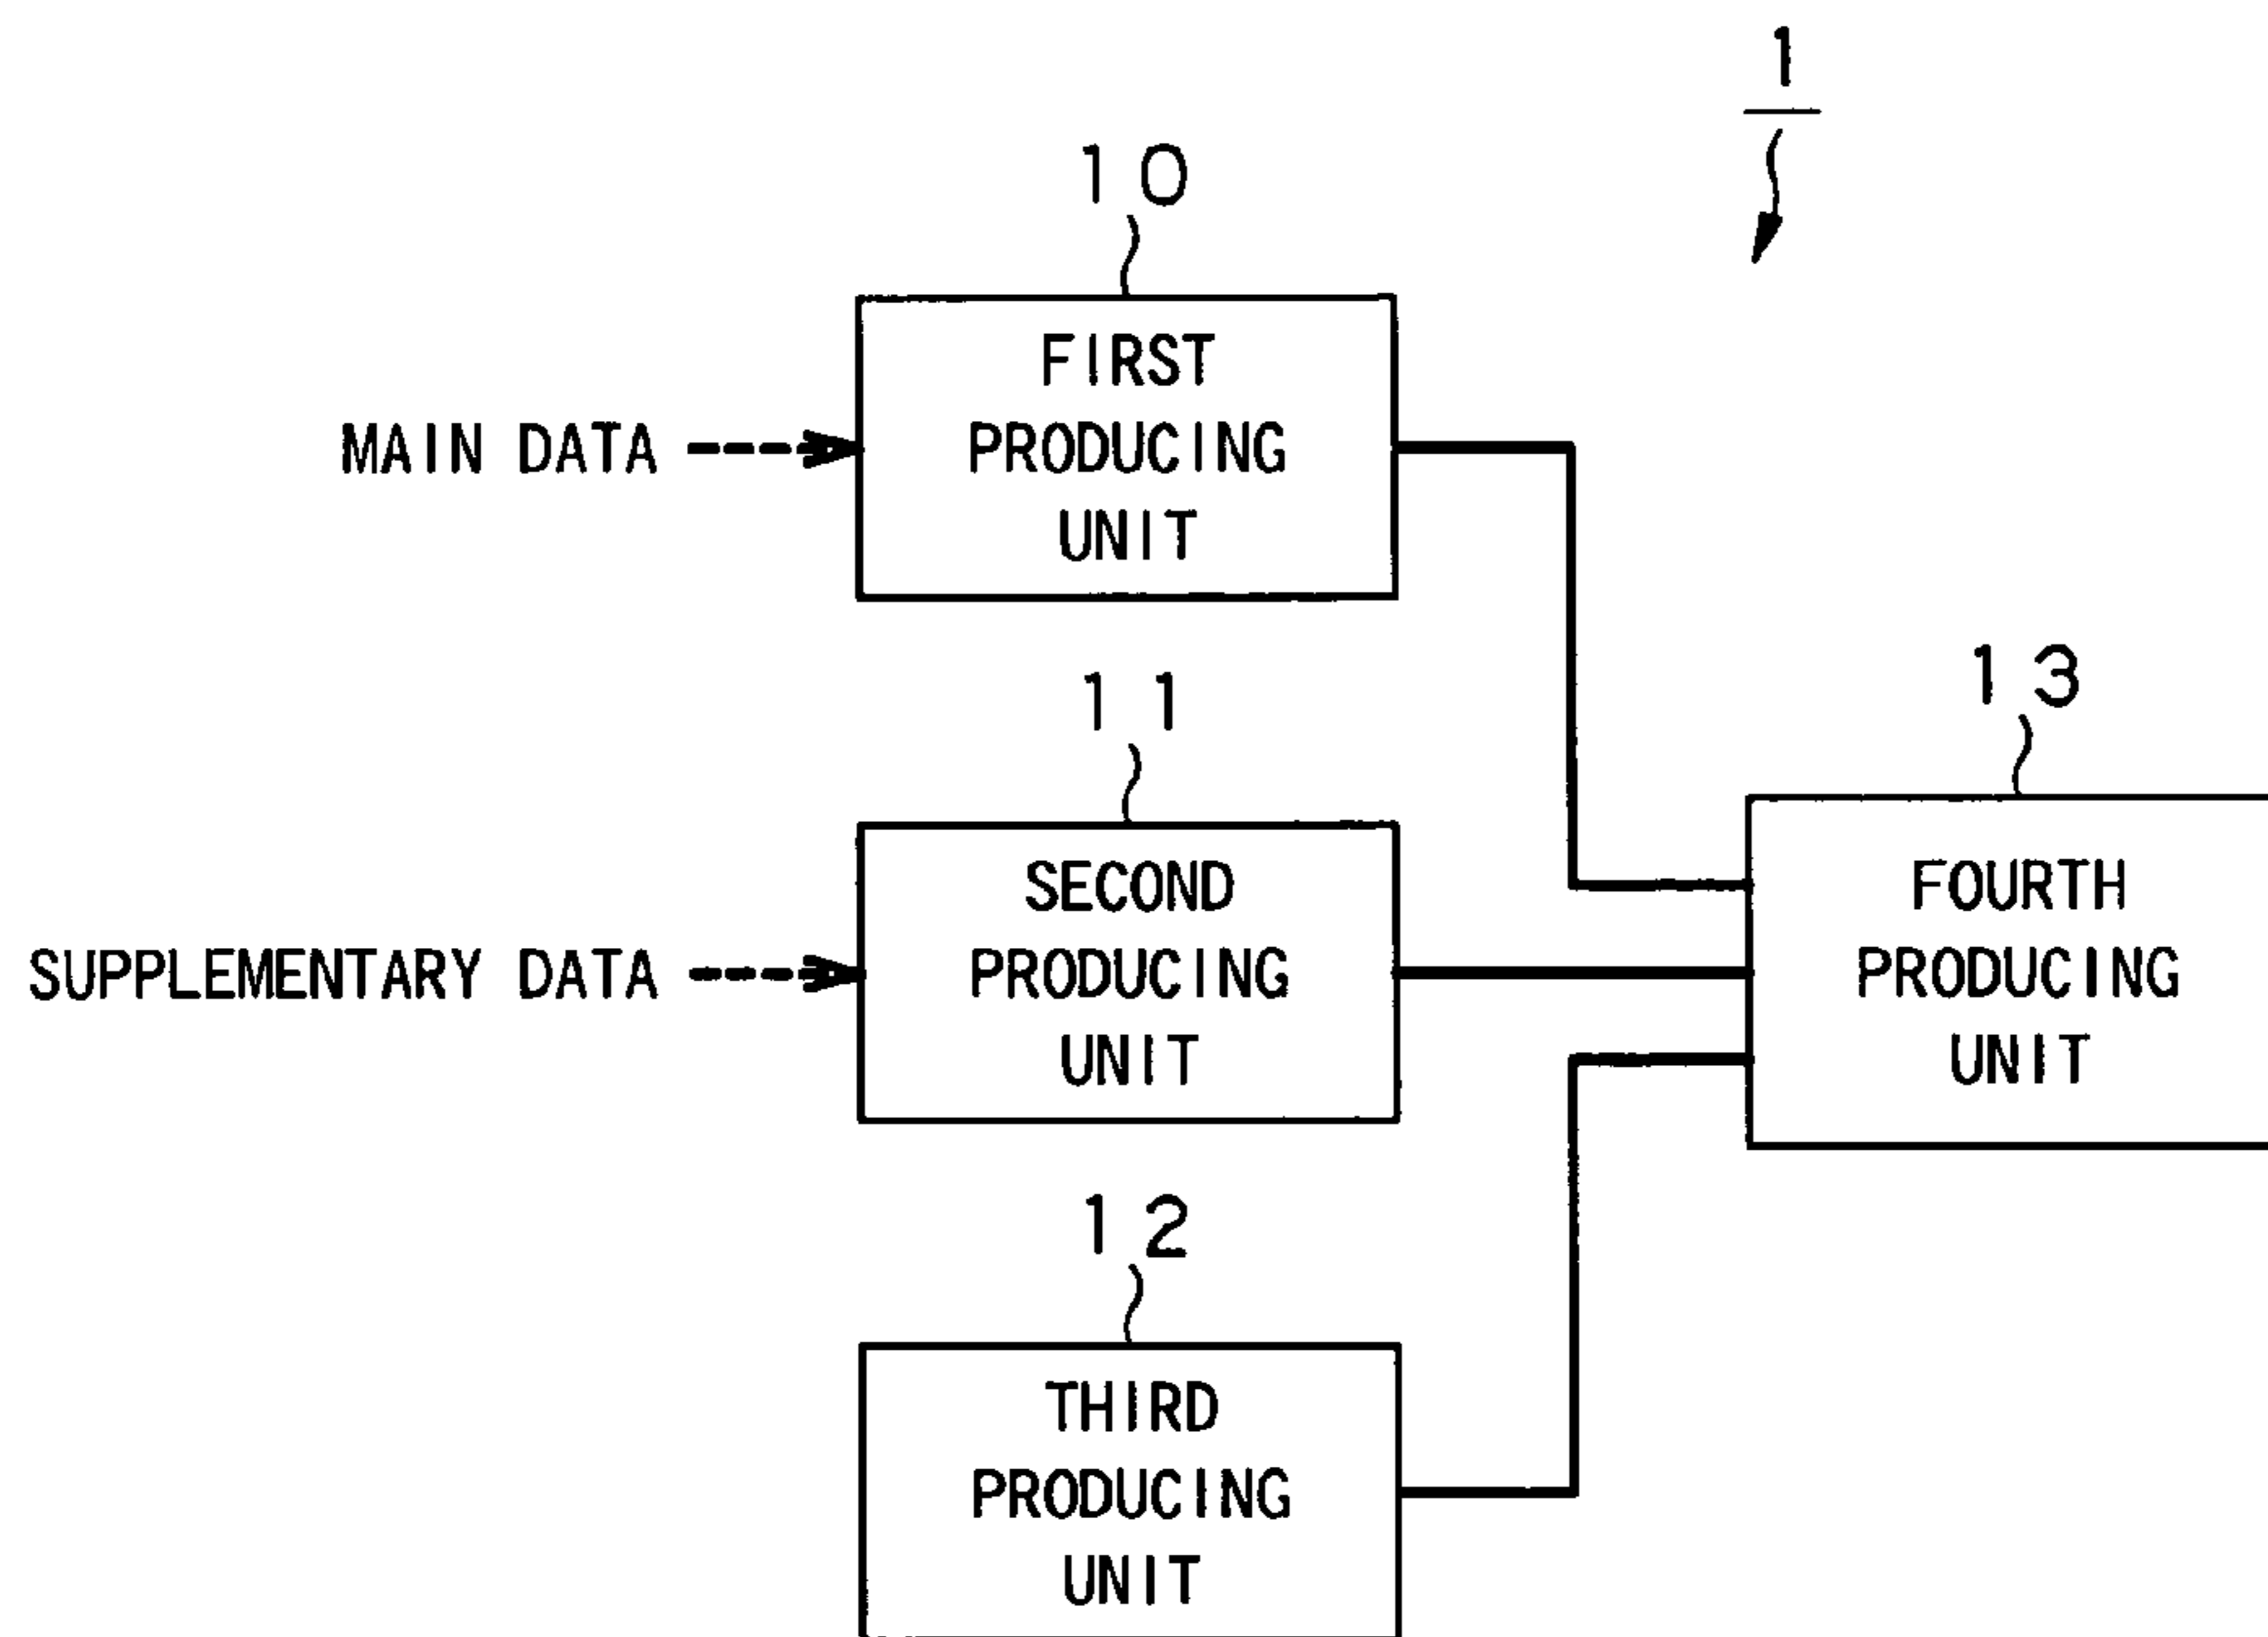 1
10
FIRST
PRODUCING
UNIT
MAIN DATA
11
SECOND
PRODUCING
UNIT
SUPPLEMENTARY DATA
13
FOURTH
PRODUCING
UNIT
12
THIRD
PRODUCING
UNIT